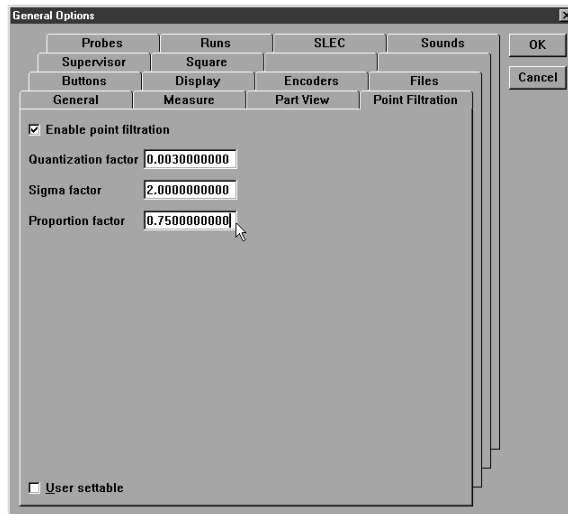 General Options
Probes Runs SLEC Sounds
Supervisor Square
Buttons Display Encoders Files
General Measure Part View Point Filtration
OK
Cancel
Enable point filtration
Quantization factor 0.0030000000
Sigma factor 2.0000000000
Proportion factor 0.7500000000
User settable